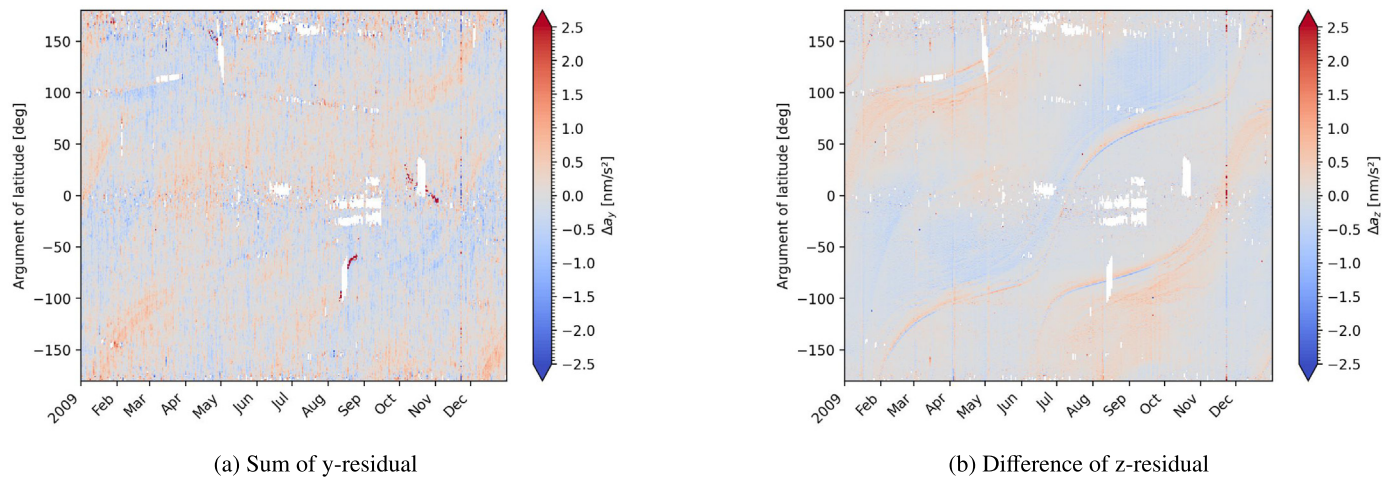 150
100
50
0
−50
−100
−150
Argument of latitude [deg]
2009
Feb
Mar
Apr
May
Jun
Jul
Aug
Sep
Oct
Nov
Dec
2.5
2.0
1.5
1.0
0.5
0.0
−0.5
−1.0
−1.5
−2.0
−2.5
Δay [nm/s²]
(a) Sum of y-residual
150
100
50
0
−50
−100
−150
Argument of latitude [deg]
2009
Feb
Mar
Apr
May
Jun
Jul
Aug
Sep
Oct
Nov
Dec
2.5
2.0
1.5
1.0
0.5
0.0
−0.5
−1.0
−1.5
−2.0
−2.5
Δaz [nm/s²]
(b) Difference of z-residual